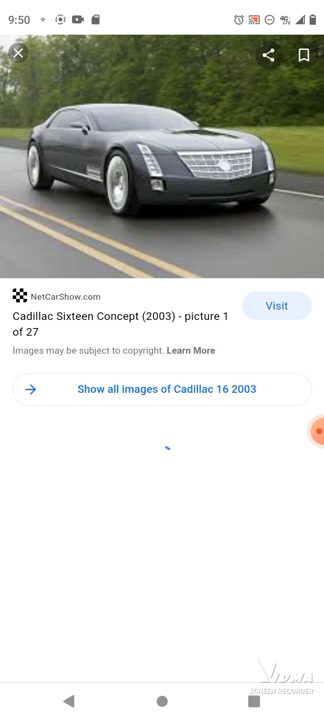 9:50
NetCarShow.com
Cadillac Sixteen Concept (2003) - picture 1
of 27
Visit
Images may be subject to copyright. Learn More
Show all images of Cadillac 16 2003
VIDMA
SCREEN RECORDER